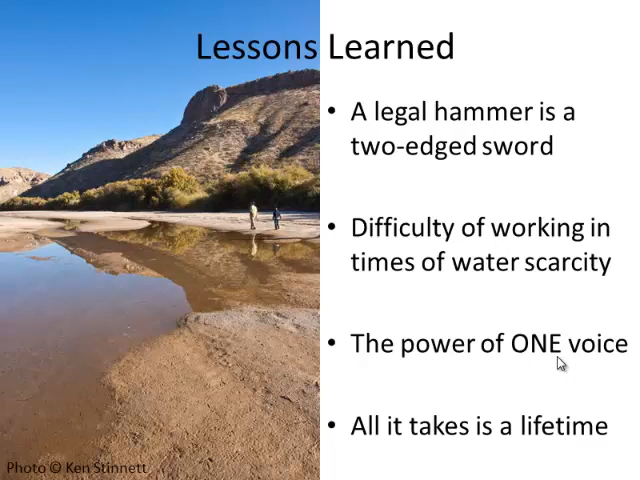 Lessons Learned
• A legal hammer is a
two-edged sword
• Difficulty of working in
times of water scarcity
• The power of ONE voice
• All it takes is a lifetime
Photo © Ken Stinnett